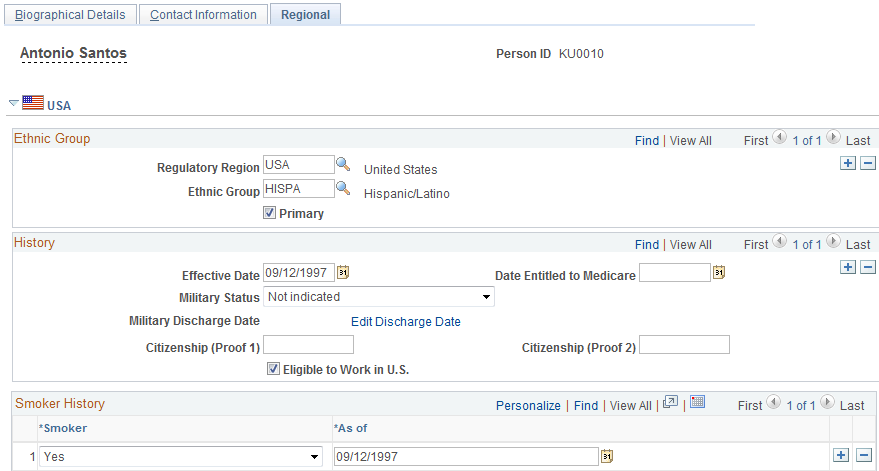 Biographical Details Contact Information Regional
Antonio Santos Person ID KU0010
USA
Ethnic Group Find | View All First 1 of 1 Last
Regulatory Region USA United States
Ethnic Group HISPA Hispanic/Latino
Primary
History Find | View All First 1 of 1 Last
Effective Date 09/12/1997 31 Date Entitled to Medicare 31
Military Status Not indicated
Military Discharge Date Edit Discharge Date
Citizenship (Proof 1) Citizenship (Proof 2)
Eligible to Work in U.S.
Smoker History Personalize | Find | View All | | First 1 of 1 Last
*Smoker *As of
1 Yes 09/12/1997 31